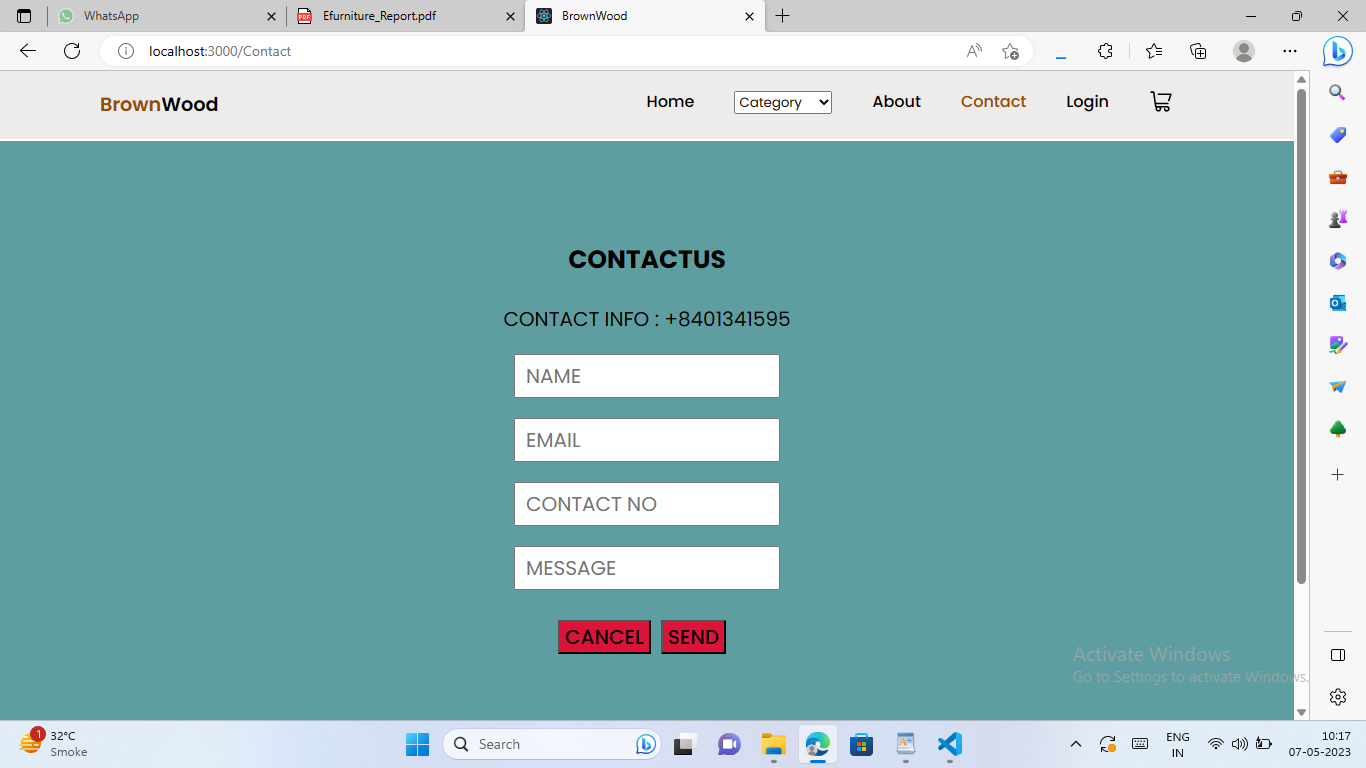 WhatsApp
Efurniture_Report.pdf
BrownWood
localhost:3000/Contact
BrownWood
Home
Category
About
Contact
Login
CONTACTUS
CONTACT INFO : +8401341595
NAME
EMAIL
CONTACT NO
MESSAGE
CANCEL
SEND
Activate Windows
Go to Settings to activate Windows.
1
32°C
Smoke
Search
ENG
IN
10:17
07-05-2023